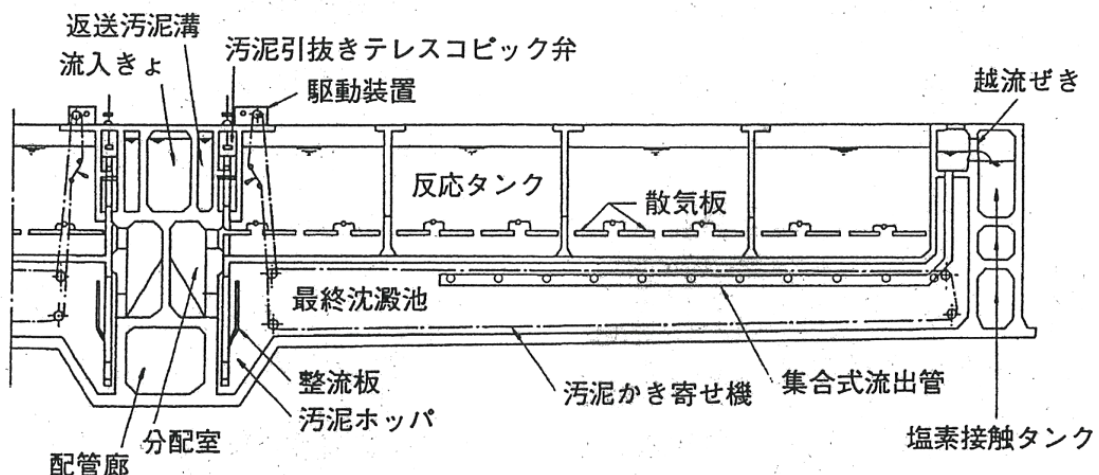 返送汚泥溝
流入きょ
汚泥引抜きテレスコピック弁
駆動装置
越流ぜき
反応タンク
散気板
最終沈澱池
整流板
汚泥ホッパ
汚泥かき寄せ機
集合式流出管
分配室
配管廊
塩素接触タンク